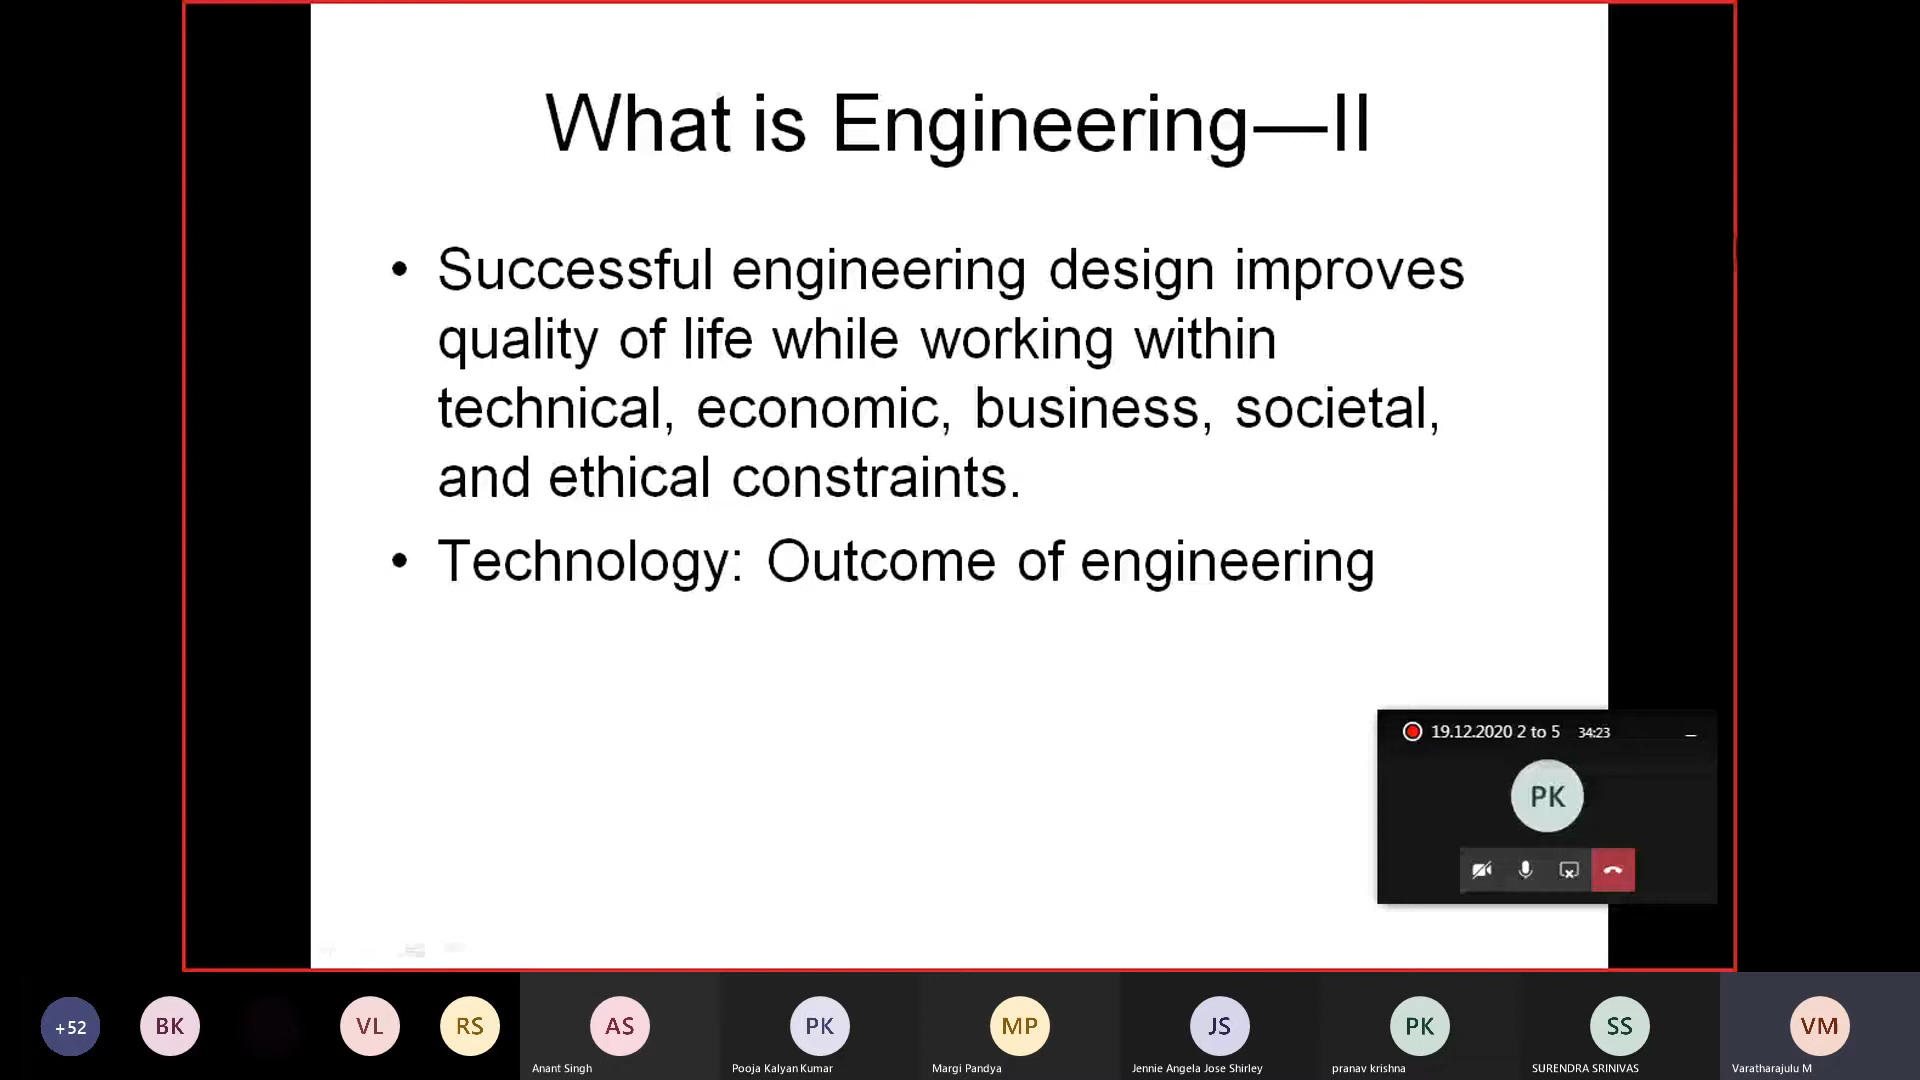 What is Engineering—II
• Successful engineering design improves
quality of life while working within
technical, economic, business, societal,
and ethical constraints.
• Technology: Outcome of engineering
19.12.2020 2 to 5 34:23
PK
+52
BK
VL
RS
AS
PK
MP
JS
PK
SS
VM
Anant Singh
Pooja Kalyan Kumar
Margi Pandya
Jennie Angela Jose Shirley
pranav krishna
SURENDRA SRINIVAS
Varatharajulu M